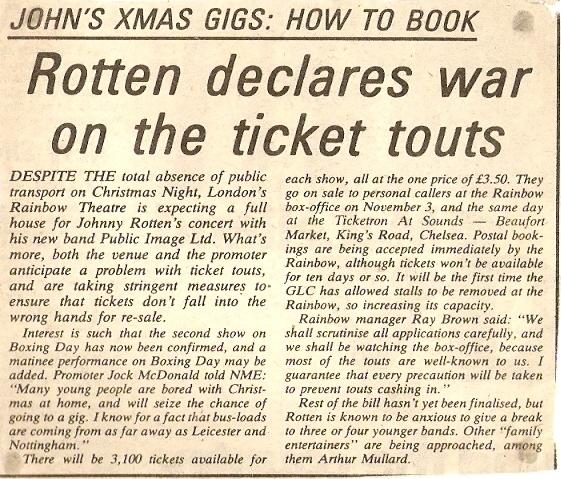 JOHN'S XMAS GIGS: HOW TO BOOK
Rotten declares war
on the ticket touts
DESPITE THE total absence of public
transport on Christmas Night, London's
Rainbow Theatre is expecting a full
house for Johnny Rotten's concert with
his new band Public Image Ltd. What's
more, both the venue and the promoter
anticipate a problem with ticket touts,
and are taking stringent measures to
ensure that tickets don't fall into the
wrong hands for re-sale.
Interest is such that the second show on
Boxing Day has now been confirmed, and a
matinee performance on Boxing Day may be
added. Promoter Jock McDonald told NME:
"Many young people are bored with Christ-
mas at home, and will seize the chance of
going to a gig. I know for a fact that bus-loads
are coming from as far away as Leicester and
Nottingham."
There will be 3,100 tickets available for
each show, all at the one price of £3.50. They
go on sale to personal callers at the Rainbow
box-office on November 3, and the same day
at the Ticketron At Sounds — Beaufort
Market, King's Road, Chelsea. Postal book-
ings are being accepted immediately by the
Rainbow, although tickets won't be available
for ten days or so. It will be the first time the
GLC has allowed stalls to be removed at the
Rainbow, so increasing its capacity.
Rainbow manager Ray Brown said: "We
shall scrutinise all applications carefully, and
we shall be watching the box-office, because
most of the touts are well-known to us. I
guarantee that every precaution will be taken
to prevent touts cashing in."
Rest of the bill hasn't yet been finalised, but
Rotten is known to be anxious to give a break
to three or four younger bands. Other "family
entertainers" are being approached, among
them Arthur Mullard.